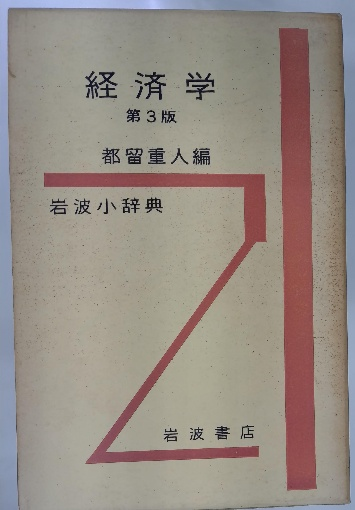 経済学
第3版
都留重人編
岩波小辞典
岩波書店